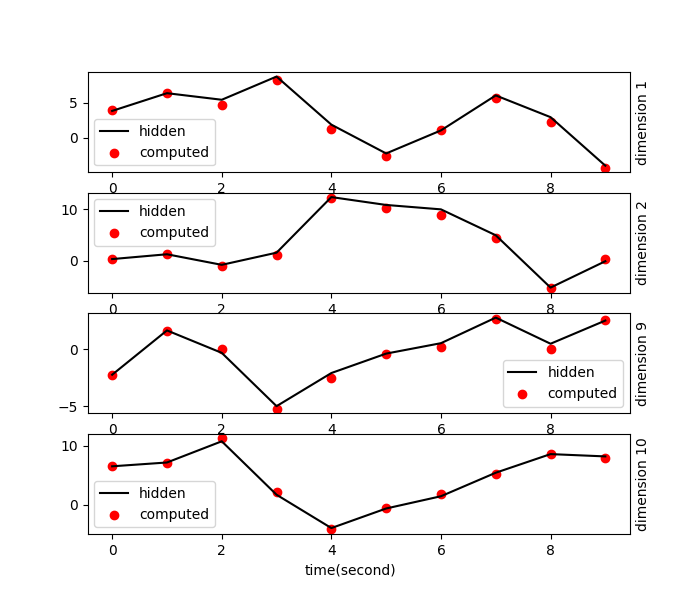 5
0
hidden
computed
dimension 1
0 2 4 6 8
10
0
hidden
computed
dimension 2
0 2 4 6 8
0
−5
hidden
computed
dimension 9
0 2 4 6 8
10
0
hidden
computed
dimension 10
0 2 4 6 8
time(second)